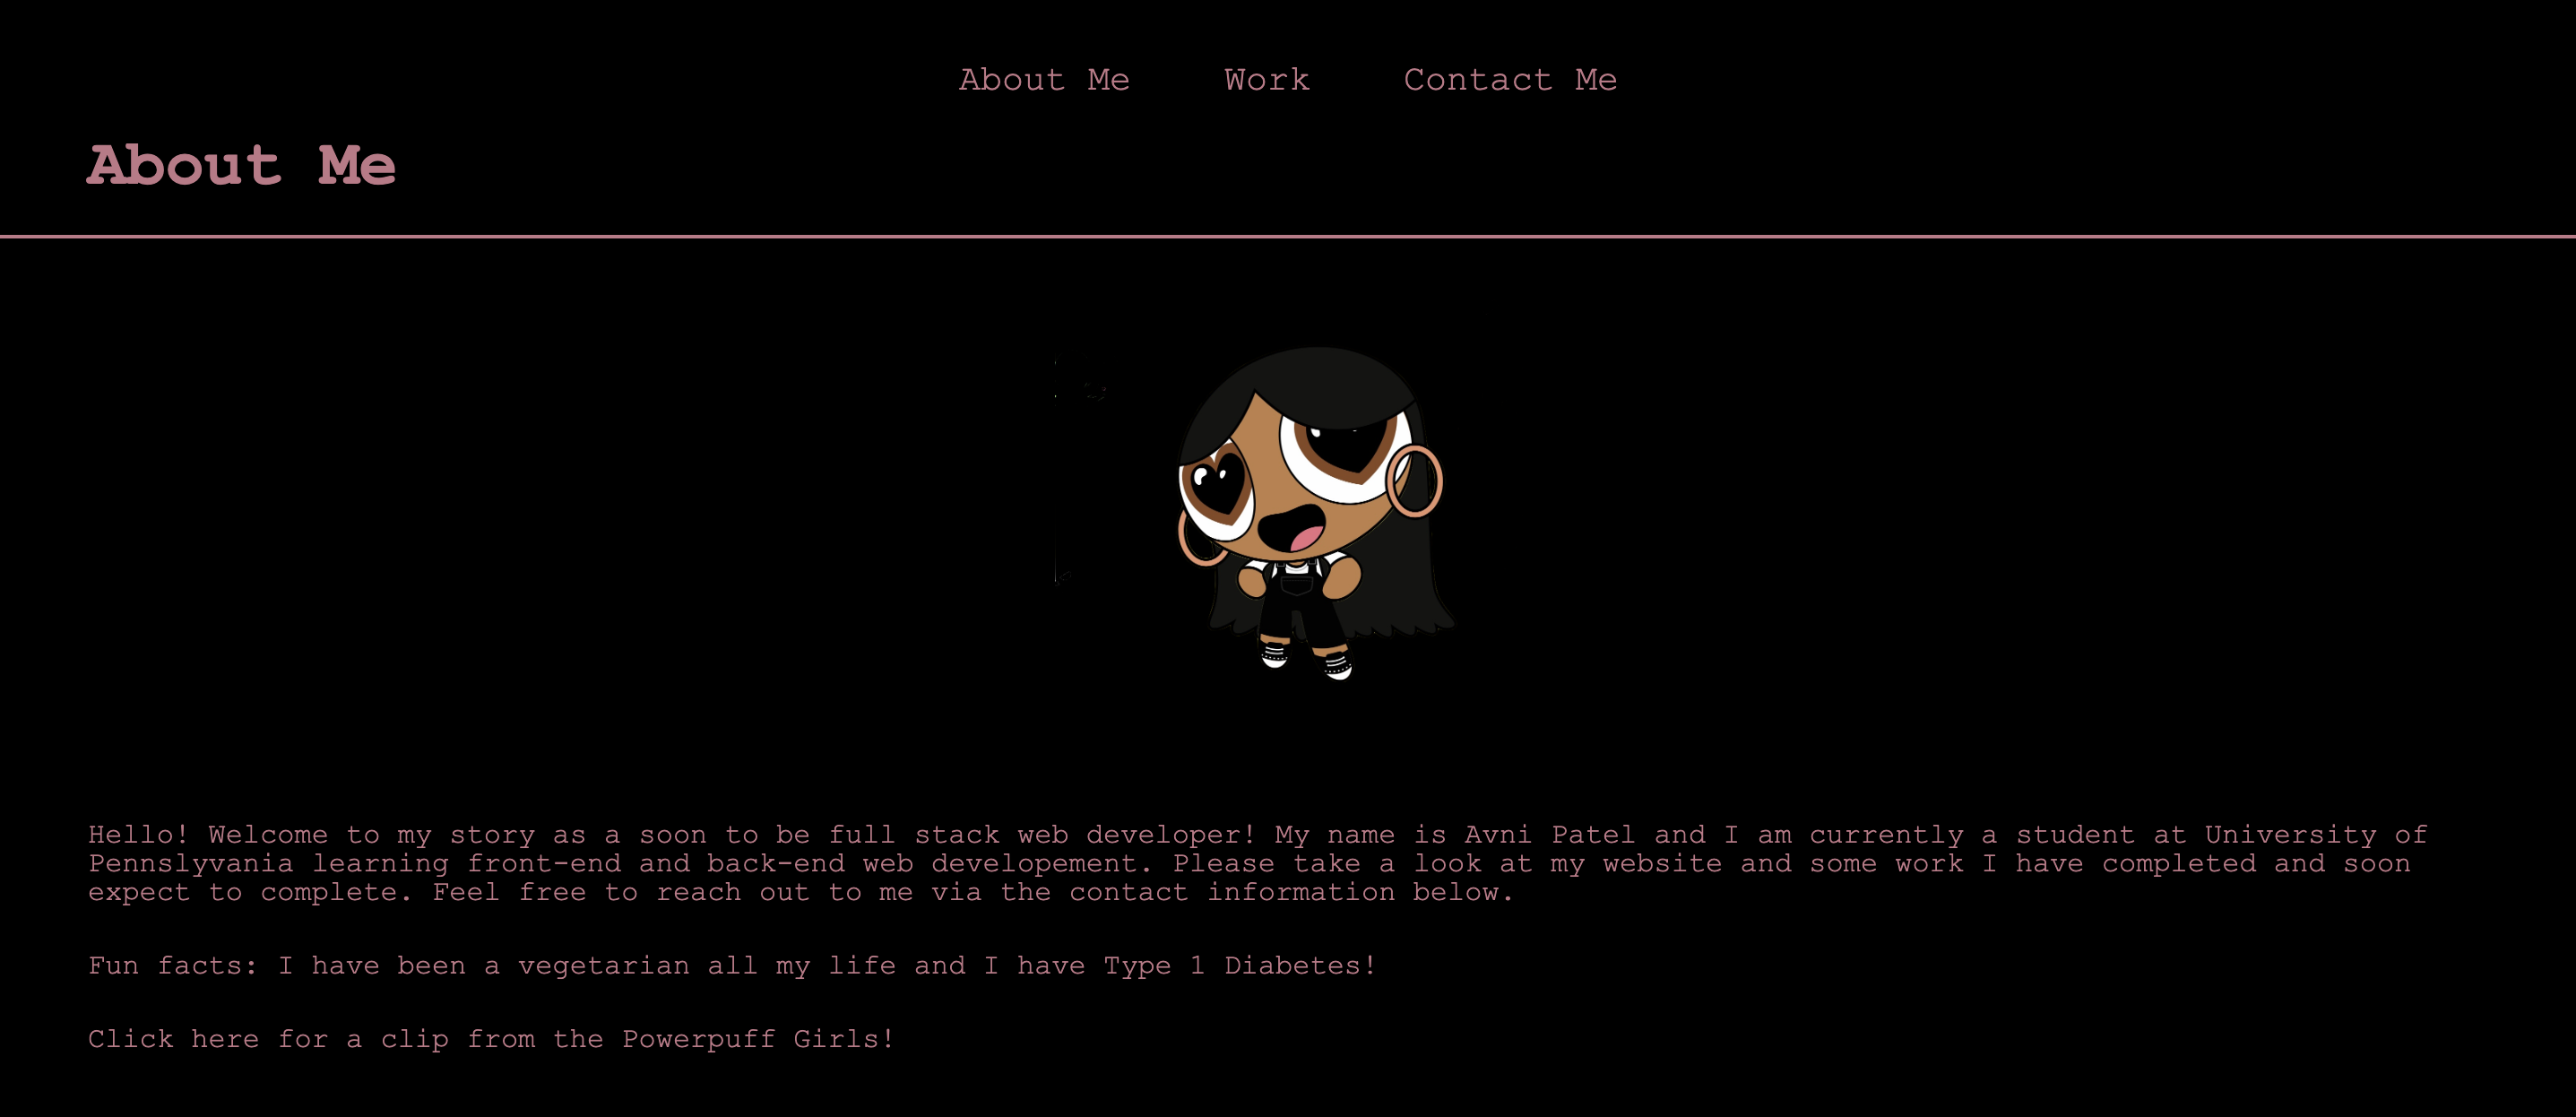 About Me Work Contact Me
About Me
Hello! Welcome to my story as a soon to be full stack web developer! My name is Avni Patel and I am currently a student at University of
Pennslyvania learning front-end and back-end web developement. Please take a look at my website and some work I have completed and soon
expect to complete. Feel free to reach out to me via the contact information below.
Fun facts: I have been a vegetarian all my life and I have Type 1 Diabetes!
Click here for a clip from the Powerpuff Girls!